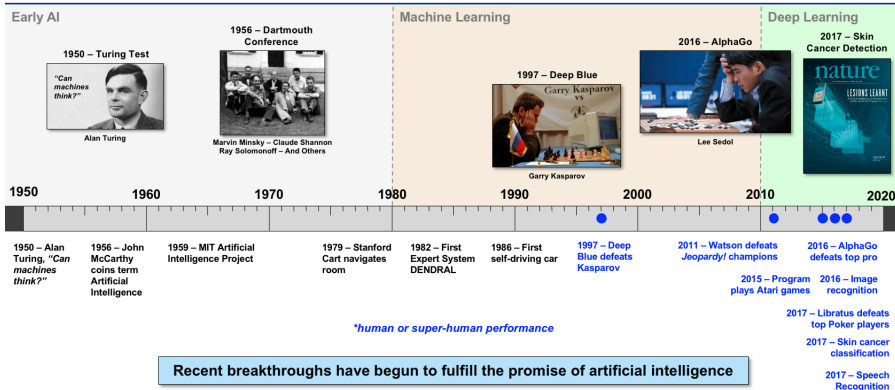 Early AI
Machine Learning
Deep Learning
1950 – Turing Test
“Can
machines
think?”
Alan Turing
1956 – Dartmouth
Conference
Marvin Minsky – Claude Shannon
Ray Solomonoff – And Others
1997 – Deep Blue
Garry Kasparov
vs
Garry Kasparov
2016 – AlphaGo
Lee Sedol
2017 – Skin
Cancer Detection
nature
LESSIONS LEARNT
1950
1960
1970
1980
1990
2000
2010
2020
1950 – Alan
Turing, “Can
machines
think?”
1956 – John
McCarthy
coins term
Artificial
Intelligence
1959 – MIT Artificial
Intelligence Project
1979 – Stanford
Cart navigates
room
1982 – First
Expert System
DENDRAL
1986 – First
self-driving car
1997 – Deep
Blue defeats
Kasparov
2011 – Watson defeats
Jeopardy! champions
2016 – AlphaGo
defeats top pro
2015 – Program
plays Atari games
2016 – Image
recognition
2017 – Libratus defeats
top Poker players
2017 – Skin cancer
classification
2017 – Speech
Recognition
*human or super-human performance
Recent breakthroughs have begun to fulfill the promise of artificial intelligence